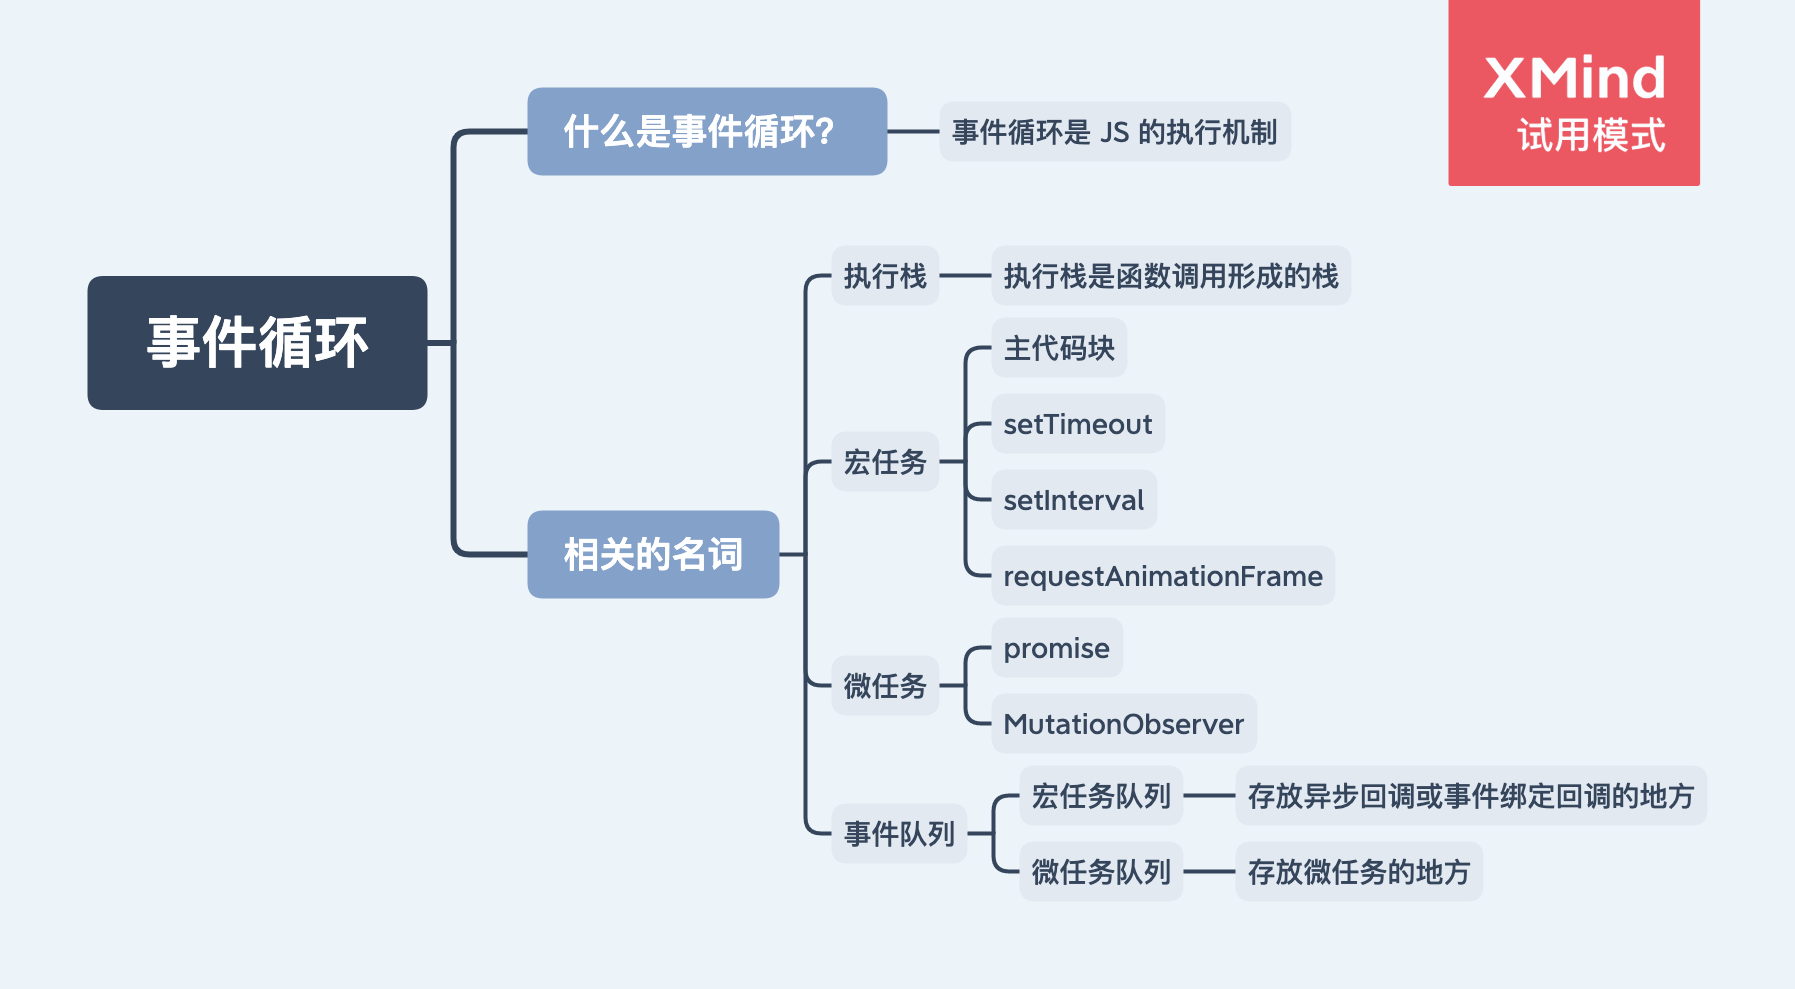 XMind
试用模式
事件循环
什么是事件循环?
事件循环是 JS 的执行机制
相关的名词
执行栈
执行栈是函数调用形成的栈
宏任务
主代码块
setTimeout
setInterval
requestAnimationFrame
微任务
promise
MutationObserver
事件队列
宏任务队列
存放异步回调或事件绑定回调的地方
微任务队列
存放微任务的地方